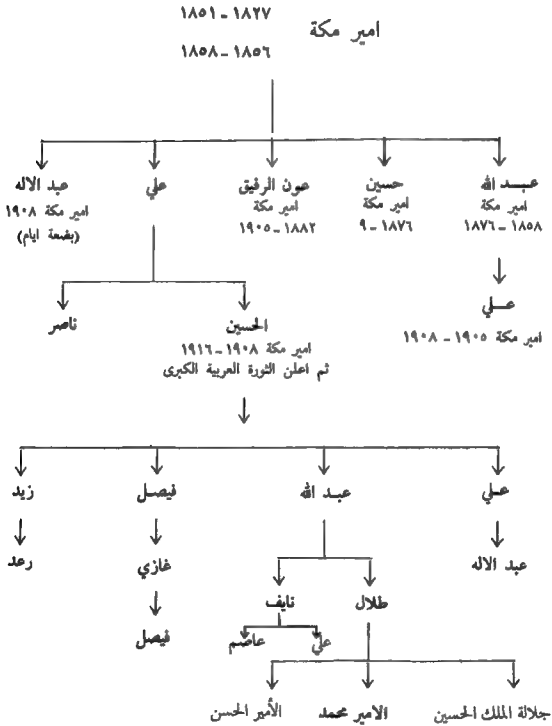 ١٨٢٧ - ١٨٥١
امير مكة
١٨٥٦ - ١٨٥٨
عبد الله
حسين
عون الرفيق
علي
عبد الاله
امير مكة
امير مكة
امير مكة
امير مكة ١٩٠٨
١٨٥٨ - ١٨٧٦
١٨٧٦ - ٩
١٨٨٢ - ١٩٠٥
(بضعة ايام)
علي
امير مكة ١٩٠٥ - ١٩٠٨
الحسين
ناصر
امير مكة ١٩٠٨ - ١٩١٦
ثم اعلن الثورة العربية الكبرى
علي
عبد الله
فيصل
زيد
عبد الاله
غازي
رعد
طلال
نايف
فيصل
علي
عاصم
جلالة الملك الحسين
الامير محمد
الأمير الحسن